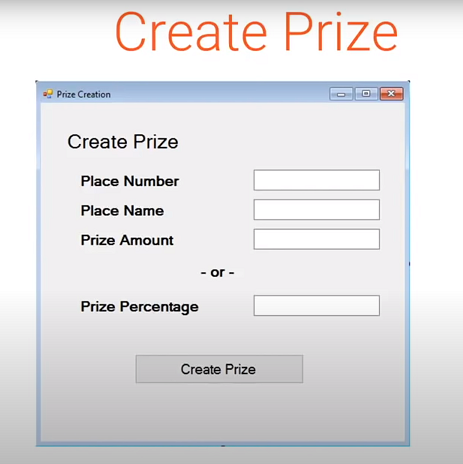 Create Prize
Prize Creation
Create Prize
Place Number
Place Name
Prize Amount
- or -
Prize Percentage
Create Prize